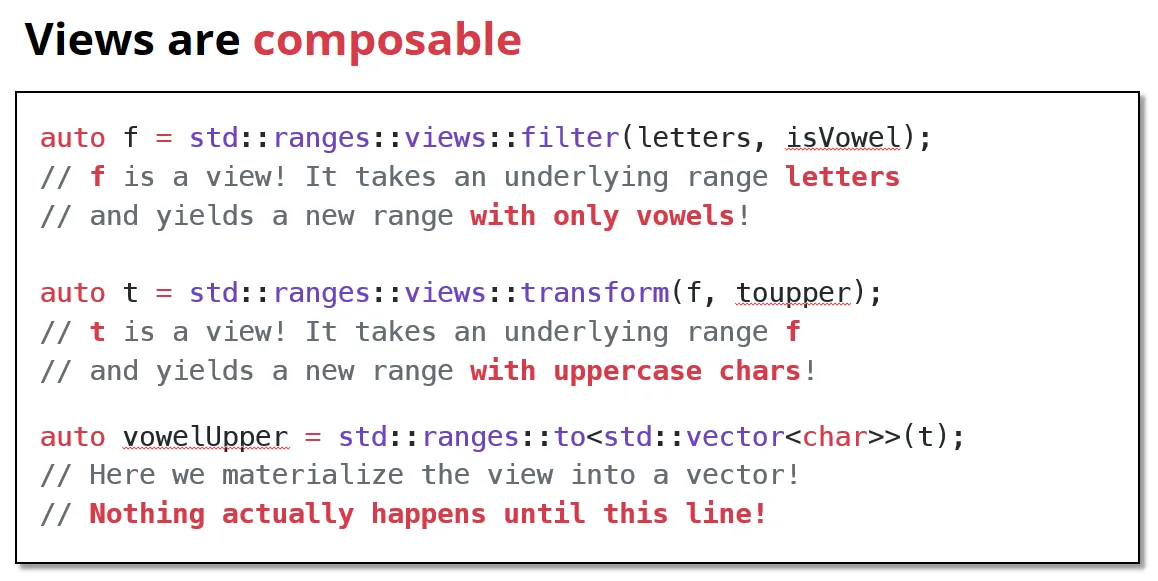 Views are composable
auto f = std::ranges::views::filter(letters, isVowel);
// f is a view! It takes an underlying range letters
// and yields a new range with only vowels!
auto t = std::ranges::views::transform(f, toupper);
// t is a view! It takes an underlying range f
// and yields a new range with uppercase chars!
auto vowelUpper = std::ranges::to<std::vector<char>>(t);
// Here we materialize the view into a vector!
// Nothing actually happens until this line!